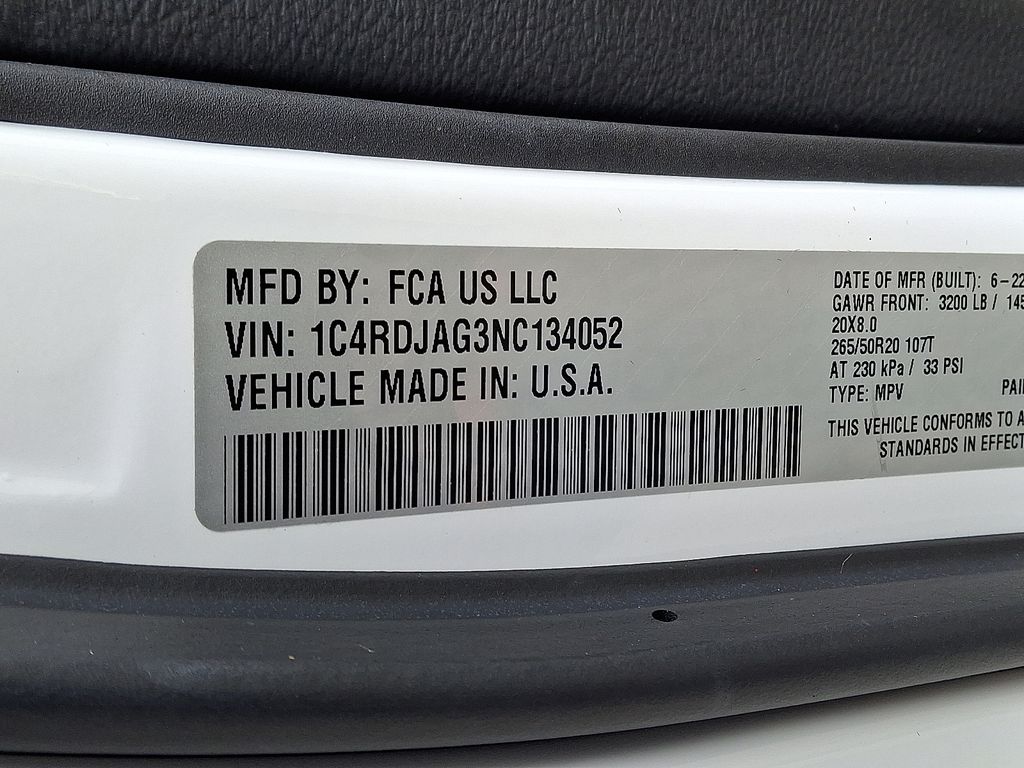 MFD BY: FCA US LLC
VIN: 1C4RDJAG3NC134052
VEHICLE MADE IN: U.S.A.
DATE OF MFR (BUILT): 6-22
GAWR FRONT: 3200 LB / 145
20X8.0
265/50R20 107T
AT 230 kPa / 33 PSI
TYPE: MPV
THIS VEHICLE CONFORMS TO
STANDARDS IN EFFECT